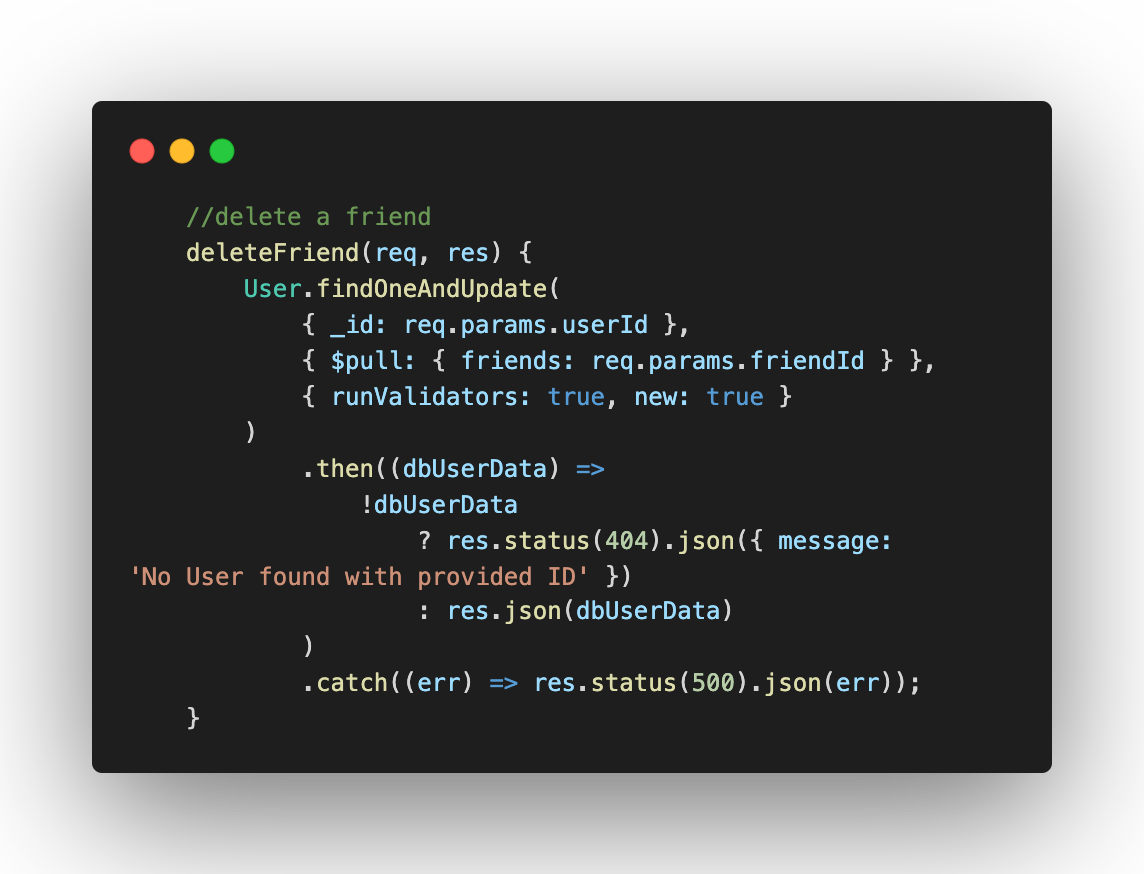 //delete a friend
deleteFriend(req, res) {
User.findOneAndUpdate(
{ _id: req.params.userId },
{ $pull: { friends: req.params.friendId } },
{ runValidators: true, new: true }
)
.then((dbUserData) =>
!dbUserData
? res.status(404).json({ message:
'No User found with provided ID' })
: res.json(dbUserData)
)
.catch((err) => res.status(500).json(err));
}